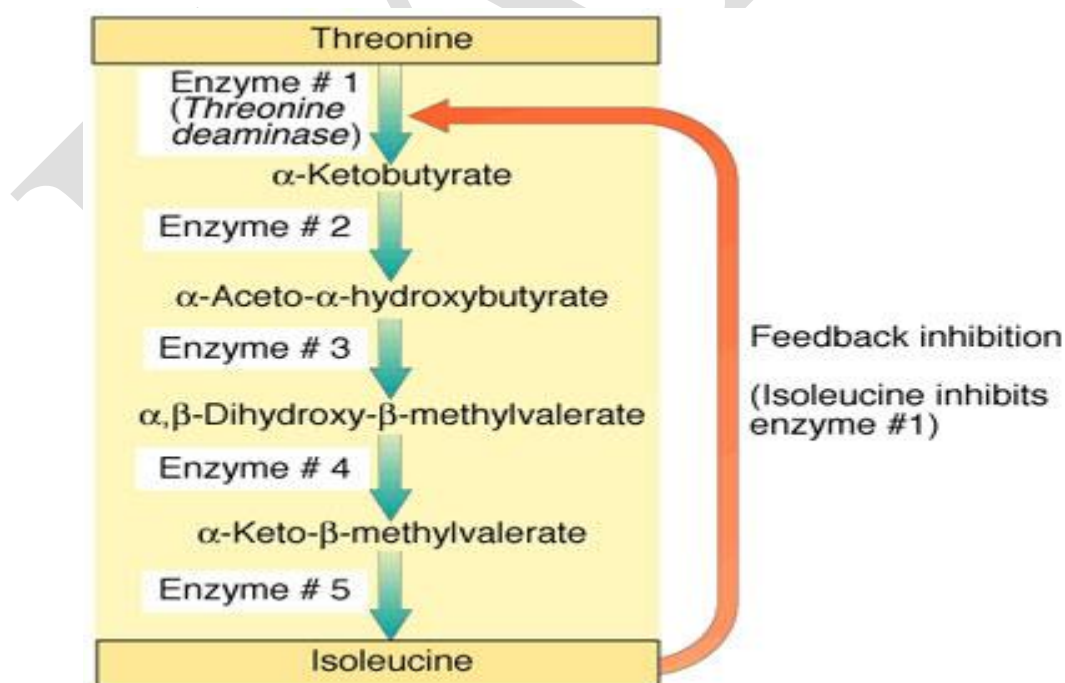 Threonine
Enzyme # 1
(Threonine
deaminase)
α-Ketobutyrate
Enzyme # 2
α-Aceto-α-hydroxybutyrate
Enzyme # 3
α,β-Dihydroxy-β-methylvalerate
Enzyme # 4
α-Keto-β-methylvalerate
Enzyme # 5
Isoleucine
Feedback inhibition
(Isoleucine inhibits
enzyme #1)